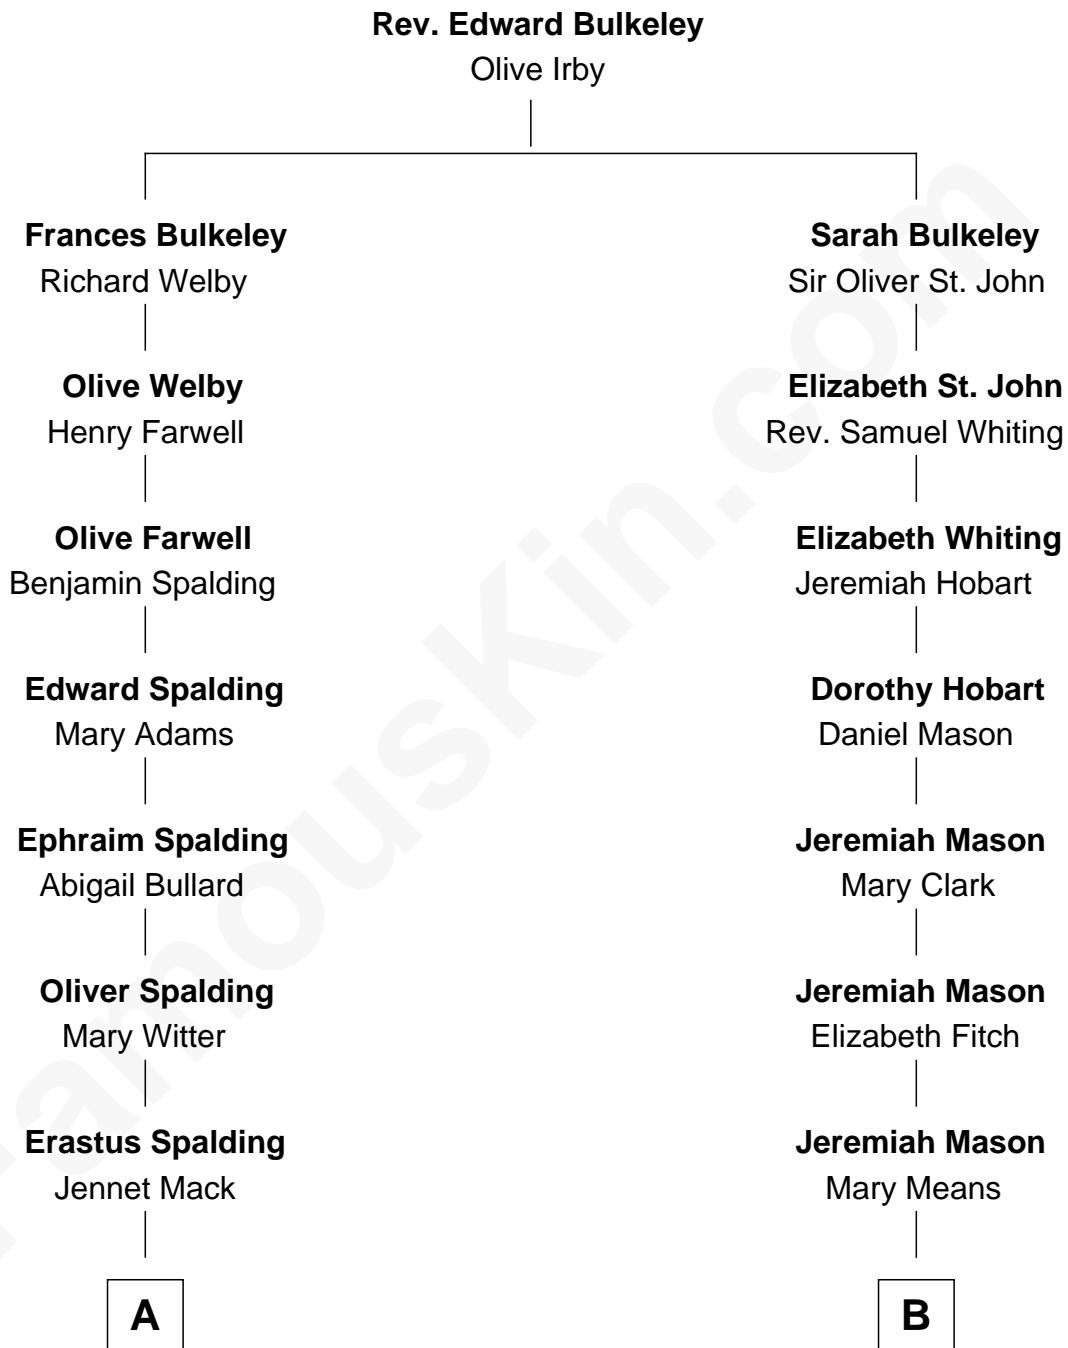 Rev. Edward Bulkeley
Olive Irby
Frances Bulkeley
Richard Welby
Olive Welby
Henry Farwell
Olive Farwell
Benjamin Spalding
Edward Spalding
Mary Adams
Ephraim Spalding
Abigail Bullard
Oliver Spalding
Mary Witter
Erastus Spalding
Jennet Mack
A
Sarah Bulkeley
Sir Oliver St. John
Elizabeth St. John
Rev. Samuel Whiting
Elizabeth Whiting
Jeremiah Hobart
Dorothy Hobart
Daniel Mason
Jeremiah Mason
Mary Clark
Jeremiah Mason
Elizabeth Fitch
Jeremiah Mason
Mary Means
B
FamousKin.com